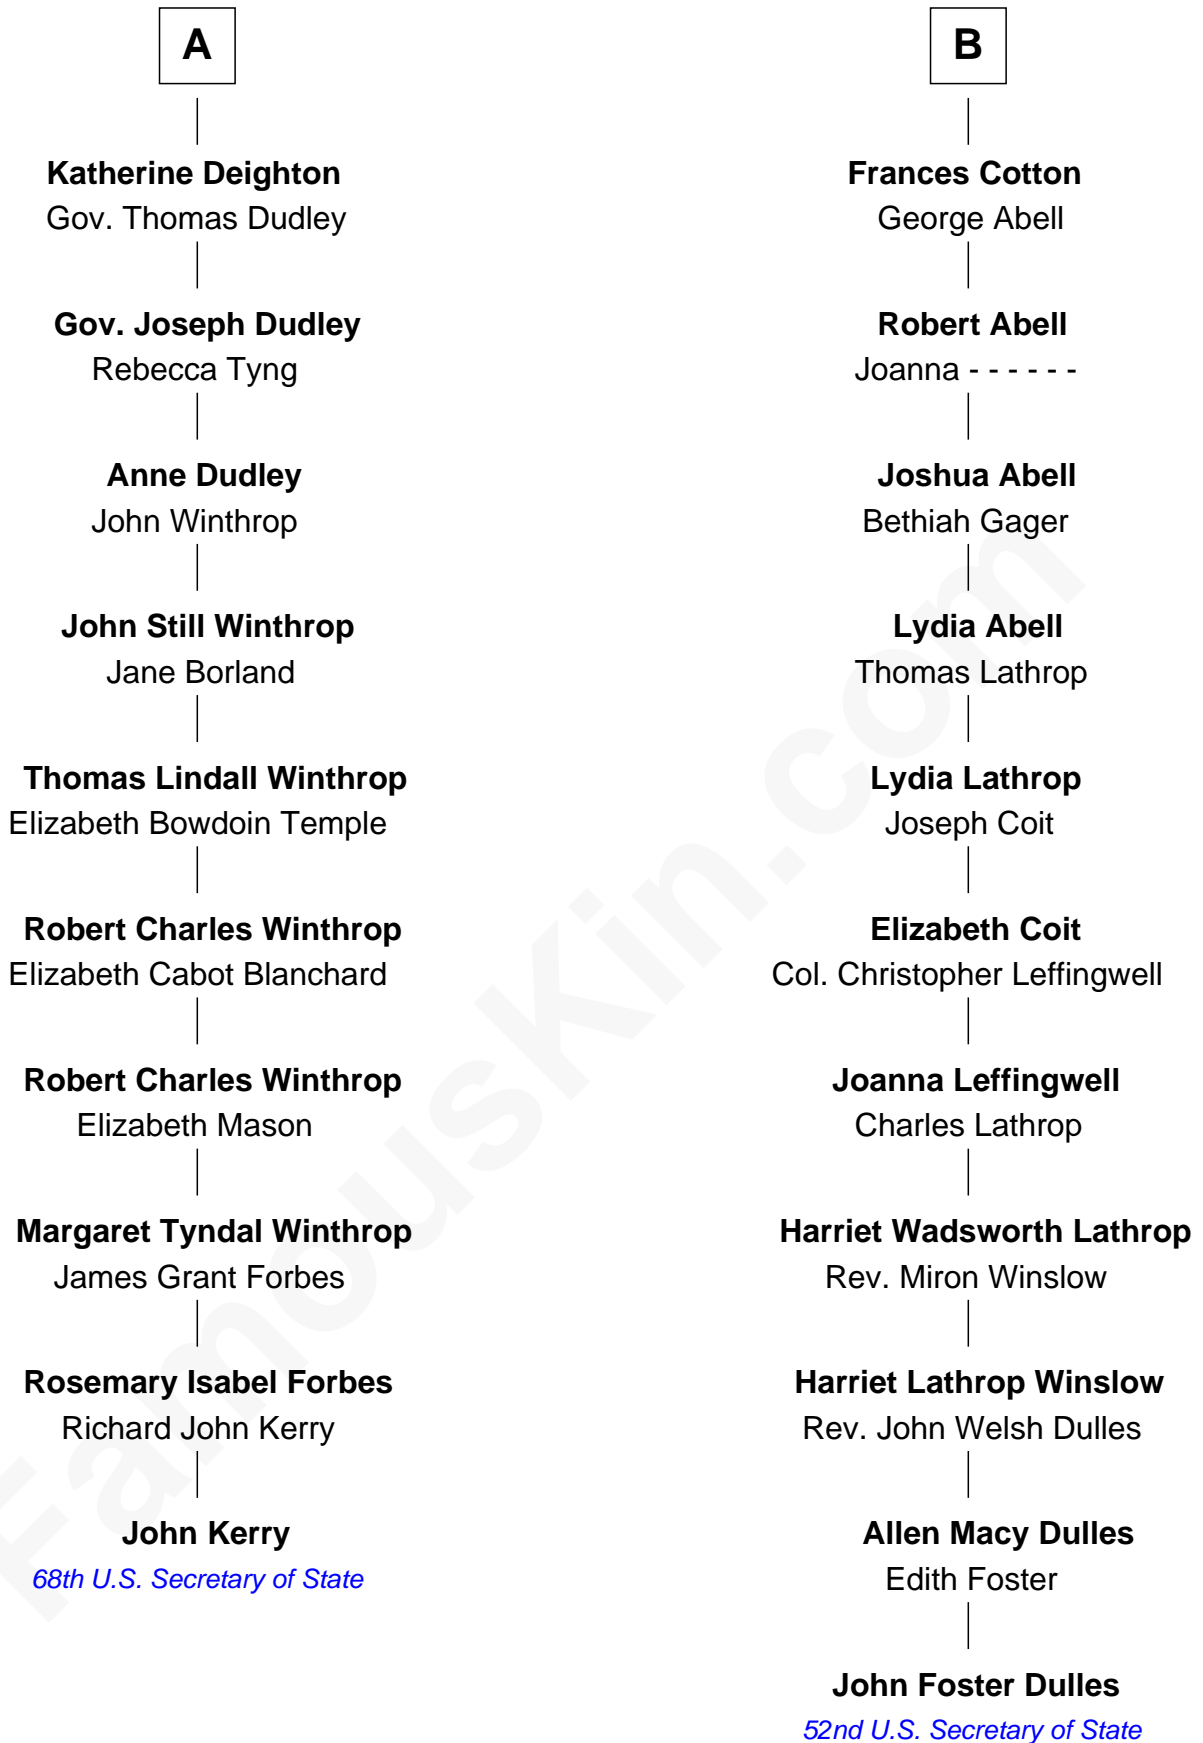 A
Katherine Deighton
Gov. Thomas Dudley
Gov. Joseph Dudley
Rebecca Tyng
Anne Dudley
John Winthrop
John Still Winthrop
Jane Borland
Thomas Lindall Winthrop
Elizabeth Bowdoin Temple
Robert Charles Winthrop
Elizabeth Cabot Blanchard
Robert Charles Winthrop
Elizabeth Mason
Margaret Tyndal Winthrop
James Grant Forbes
Rosemary Isabel Forbes
Richard John Kerry
John Kerry
68th U.S. Secretary of State
B
Frances Cotton
George Abell
Robert Abell
Joanna - - - - - -
Joshua Abell
Bethiah Gager
Lydia Abell
Thomas Lathrop
Lydia Lathrop
Joseph Coit
Elizabeth Coit
Col. Christopher Leffingwell
Joanna Leffingwell
Charles Lathrop
Harriet Wadsworth Lathrop
Rev. Miron Winslow
Harriet Lathrop Winslow
Rev. John Welsh Dulles
Allen Macy Dulles
Edith Foster
John Foster Dulles
52nd U.S. Secretary of State
FamousKin.com